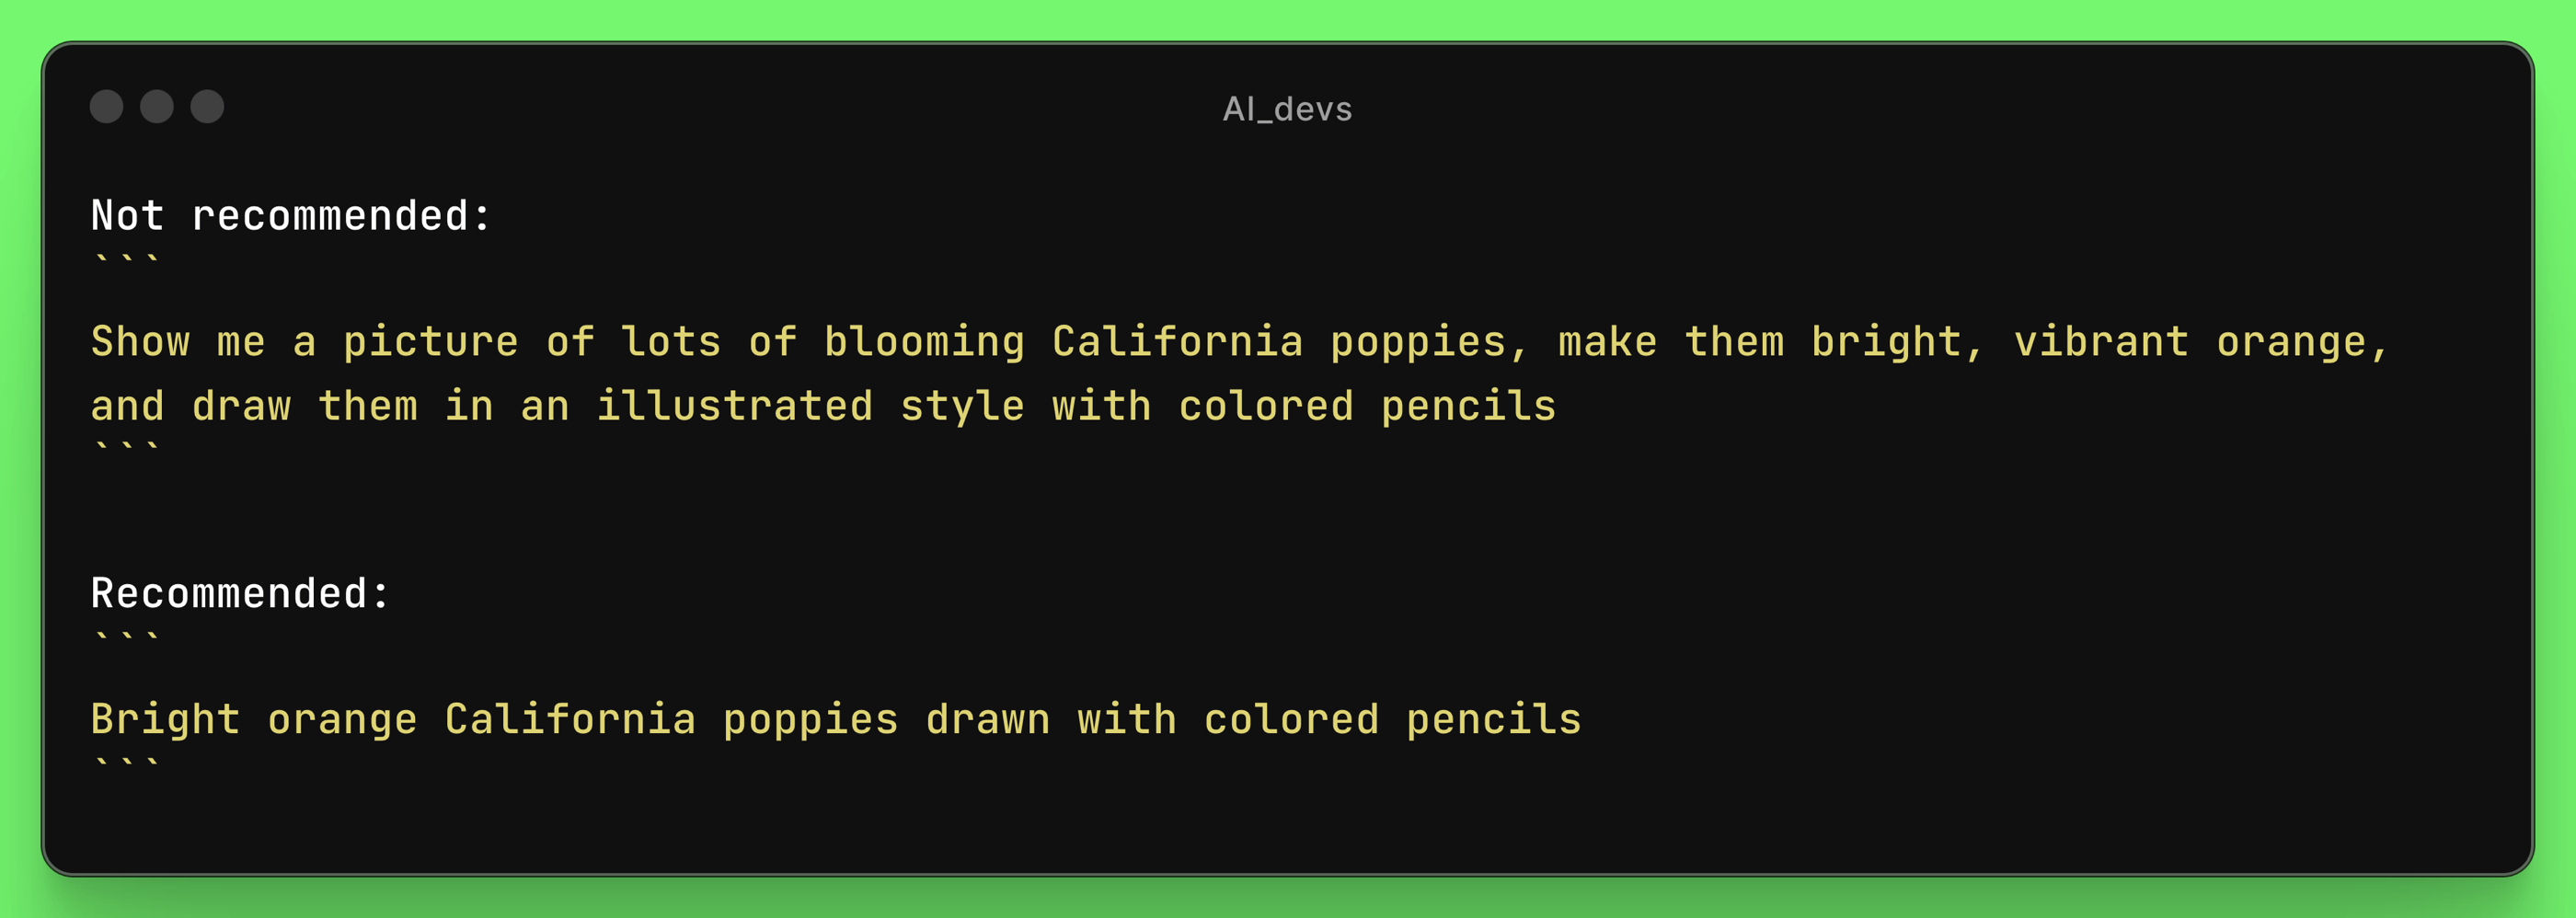 AI_devs
Not recommended:
```
Show me a picture of lots of blooming California poppies, make them bright, vibrant orange,
and draw them in an illustrated style with colored pencils
```
Recommended:
```
Bright orange California poppies drawn with colored pencils
```